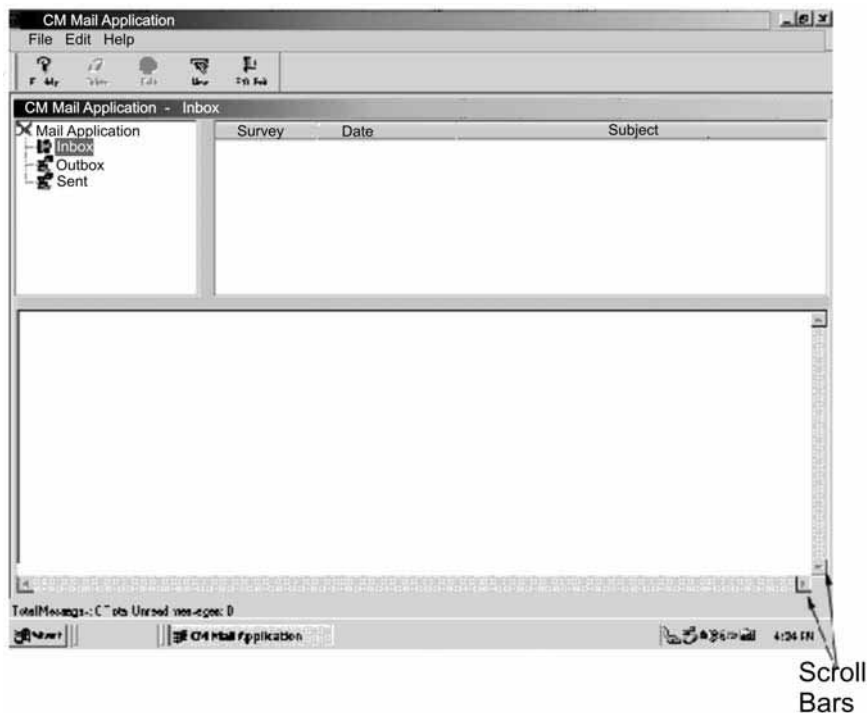 CM Mail Application
File Edit Help
CM Mail Application - Inbox
Mail Application
Survey Date Subject
Inbox
Outbox
Sent
CM Mail Application
Scroll
Bars